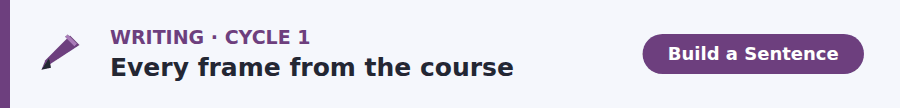 WRITING · CYCLE 1
Every frame from the course
Build a Sentence